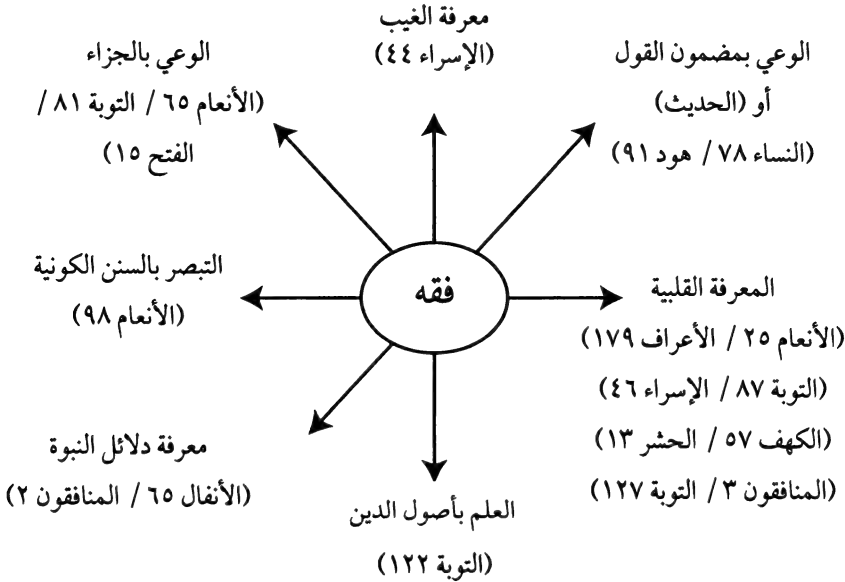 معرفة الغيب
(الإسراء ٤٤)
الوعي بمضمون القول
أو (الحديث)
(النساء ٧٨ / هود ٩١)
الوعي بالجزاء
(الأنعام ٦٥ / التوبة ٨١ /
الفتح ١٥)
فقه
المعرفة القلبية
(الأنعام ٢٥ / الأعراف ١٧٩)
(التوبة ٨٧ / الإسراء ٤٦)
(الكهف ٥٧ / الحشر ١٣)
(المنافقون ٣ / التوبة ١٢٧)
التبصر بالسنن الكونية
(الأنعام ٩٨)
معرفة دلائل النبوة
(الأنفال ٦٥ / المنافقون ٢)
العلم بأصول الدين
(التوبة ١٢٢)